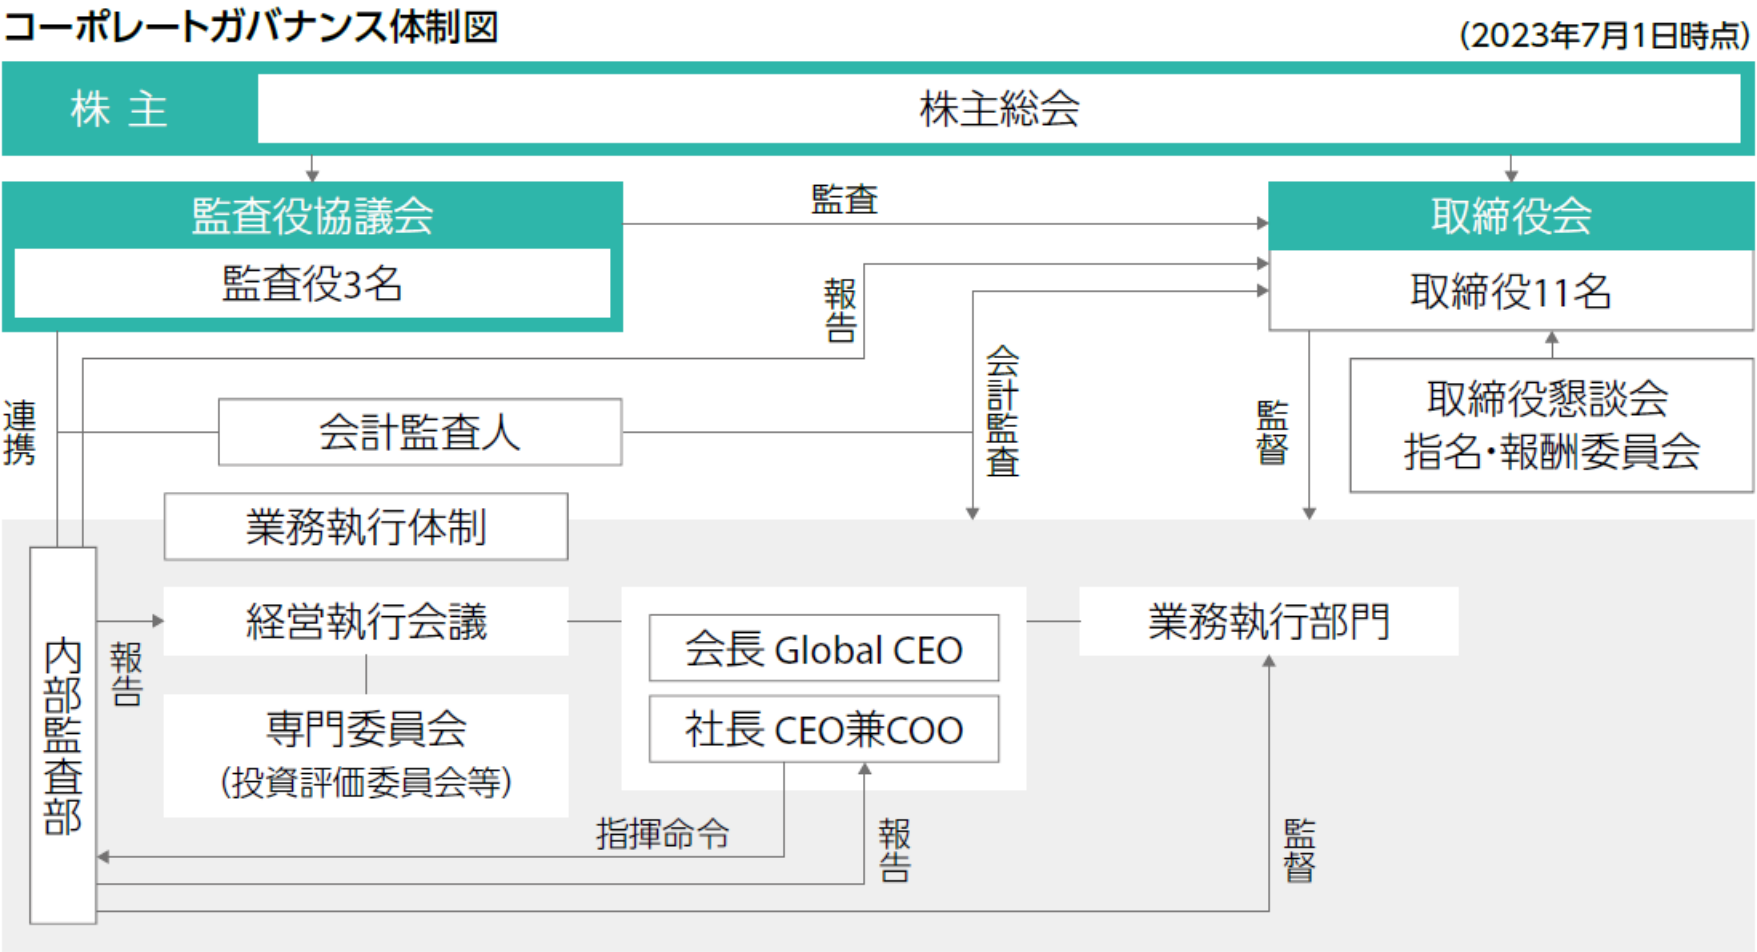 コーポレートガバナンス体制図
（2023年7月1日時点）
株 主
株主総会
監査役協議会
監査役3名
監査
取締役会
取締役11名
報告
会計監査
監督
取締役懇談会
指名・報酬委員会
連携
会計監査人
業務執行体制
内部監査部
報告
経営執行会議
専門委員会
（投資評価委員会等）
会長 Global CEO
社長 CEO兼COO
業務執行部門
指揮命令
報告
監督